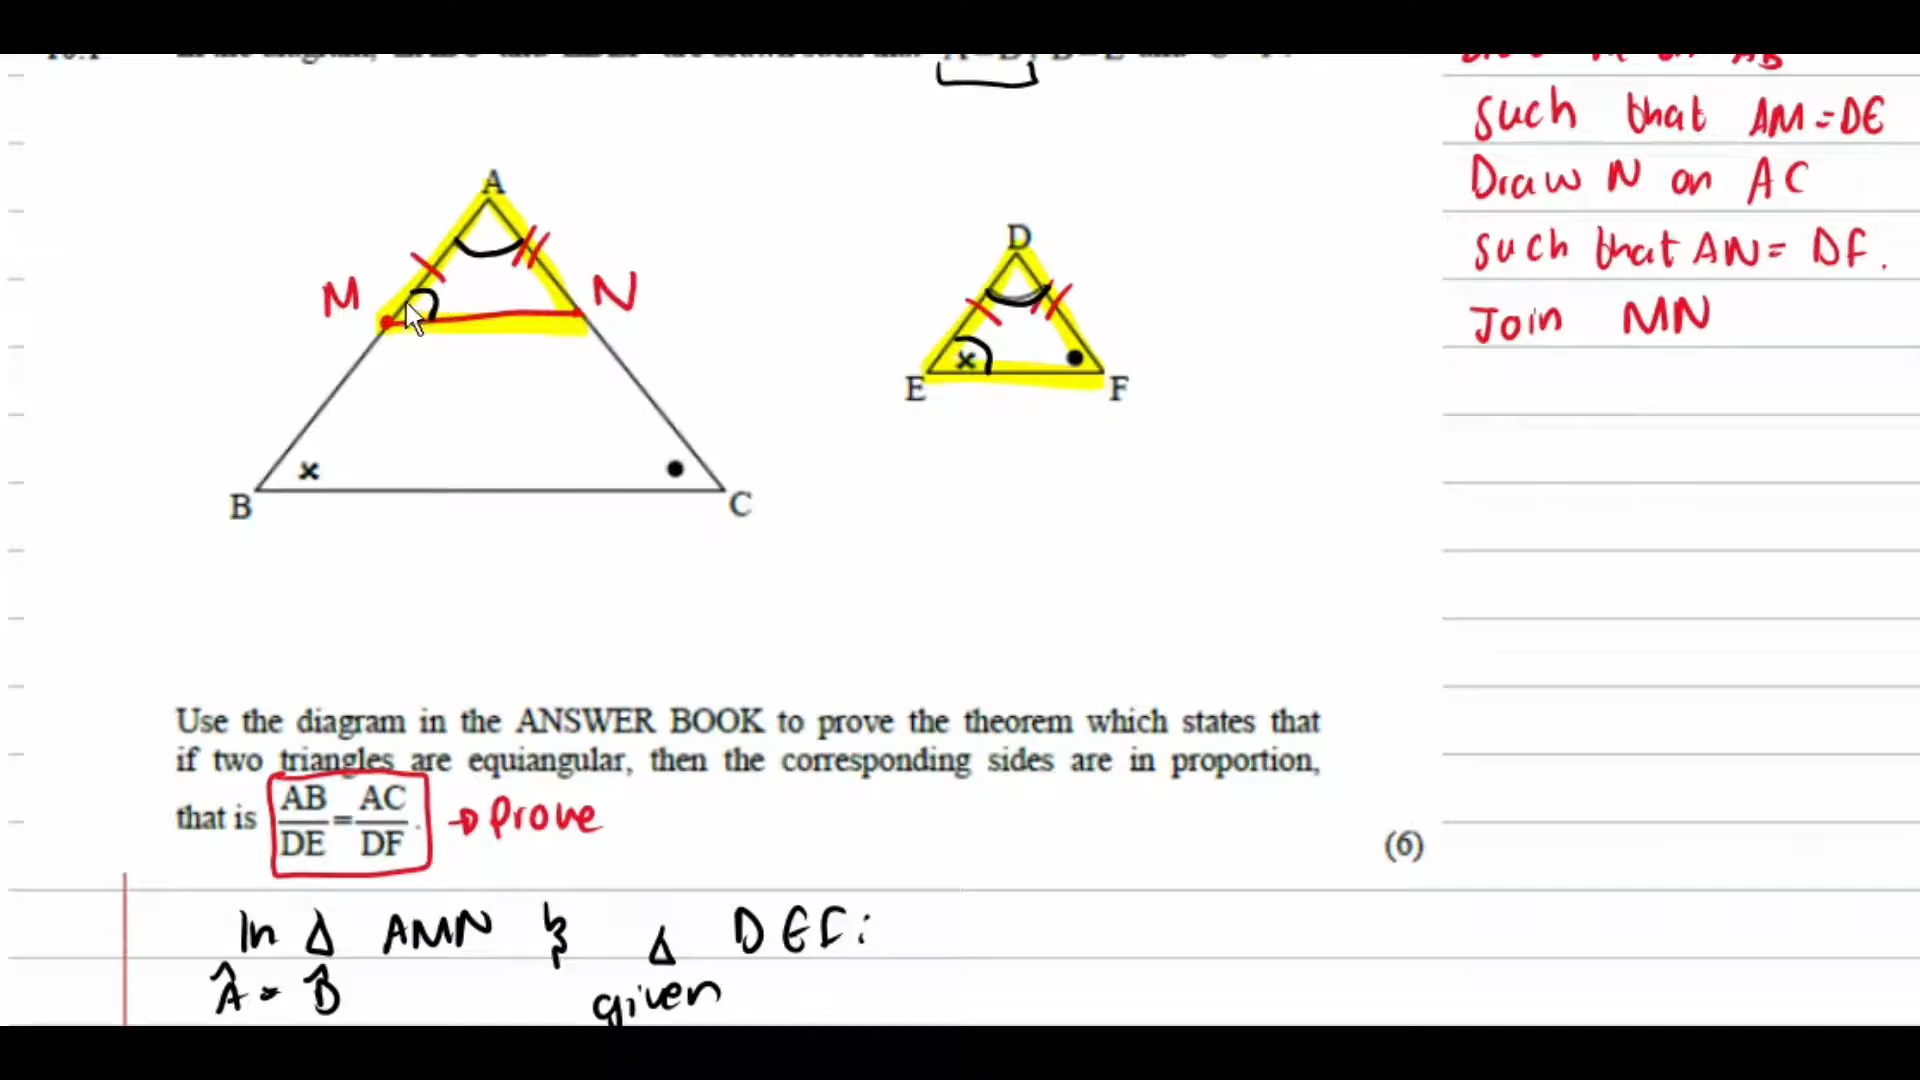 such that AM = DE
Draw N on AC
such that AN = DF.
Join MN
A
M
N
B
x
C
D
E
x
F
Use the diagram in the ANSWER BOOK to prove the theorem which states that
if two triangles are equiangular, then the corresponding sides are in proportion,
that is AB/DE = AC/DF. → Prove
(6)
In Δ AMN & Δ DEF:
Â = D̂ given